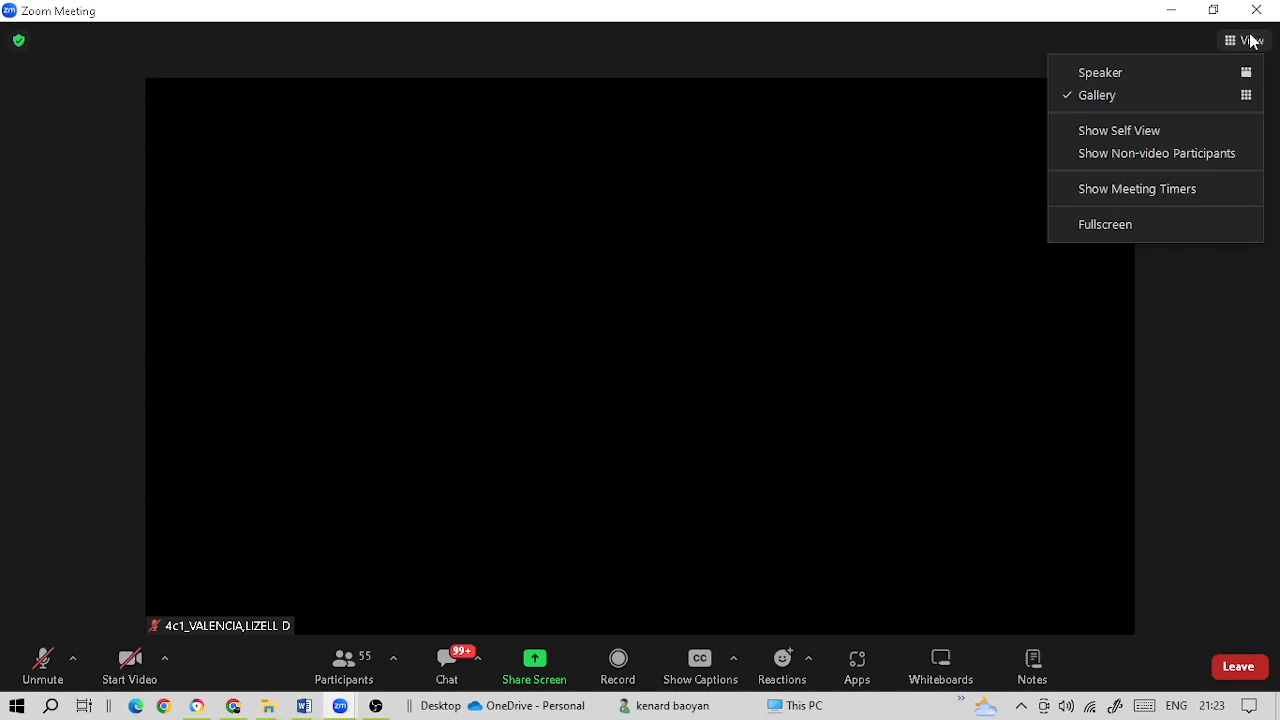 zm Zoom Meeting
View
Speaker
Gallery
Show Self View
Show Non-video Participants
Show Meeting Timers
Fullscreen
4c1_VALENCIA,LIZELL D
Unmute
Start Video
55
Participants
99+
Chat
Share Screen
Record
CC
Show Captions
Reactions
Apps
Whiteboards
Notes
Leave
W
zm
Desktop
OneDrive - Personal
kenard baoyan
This PC
ENG
21:23